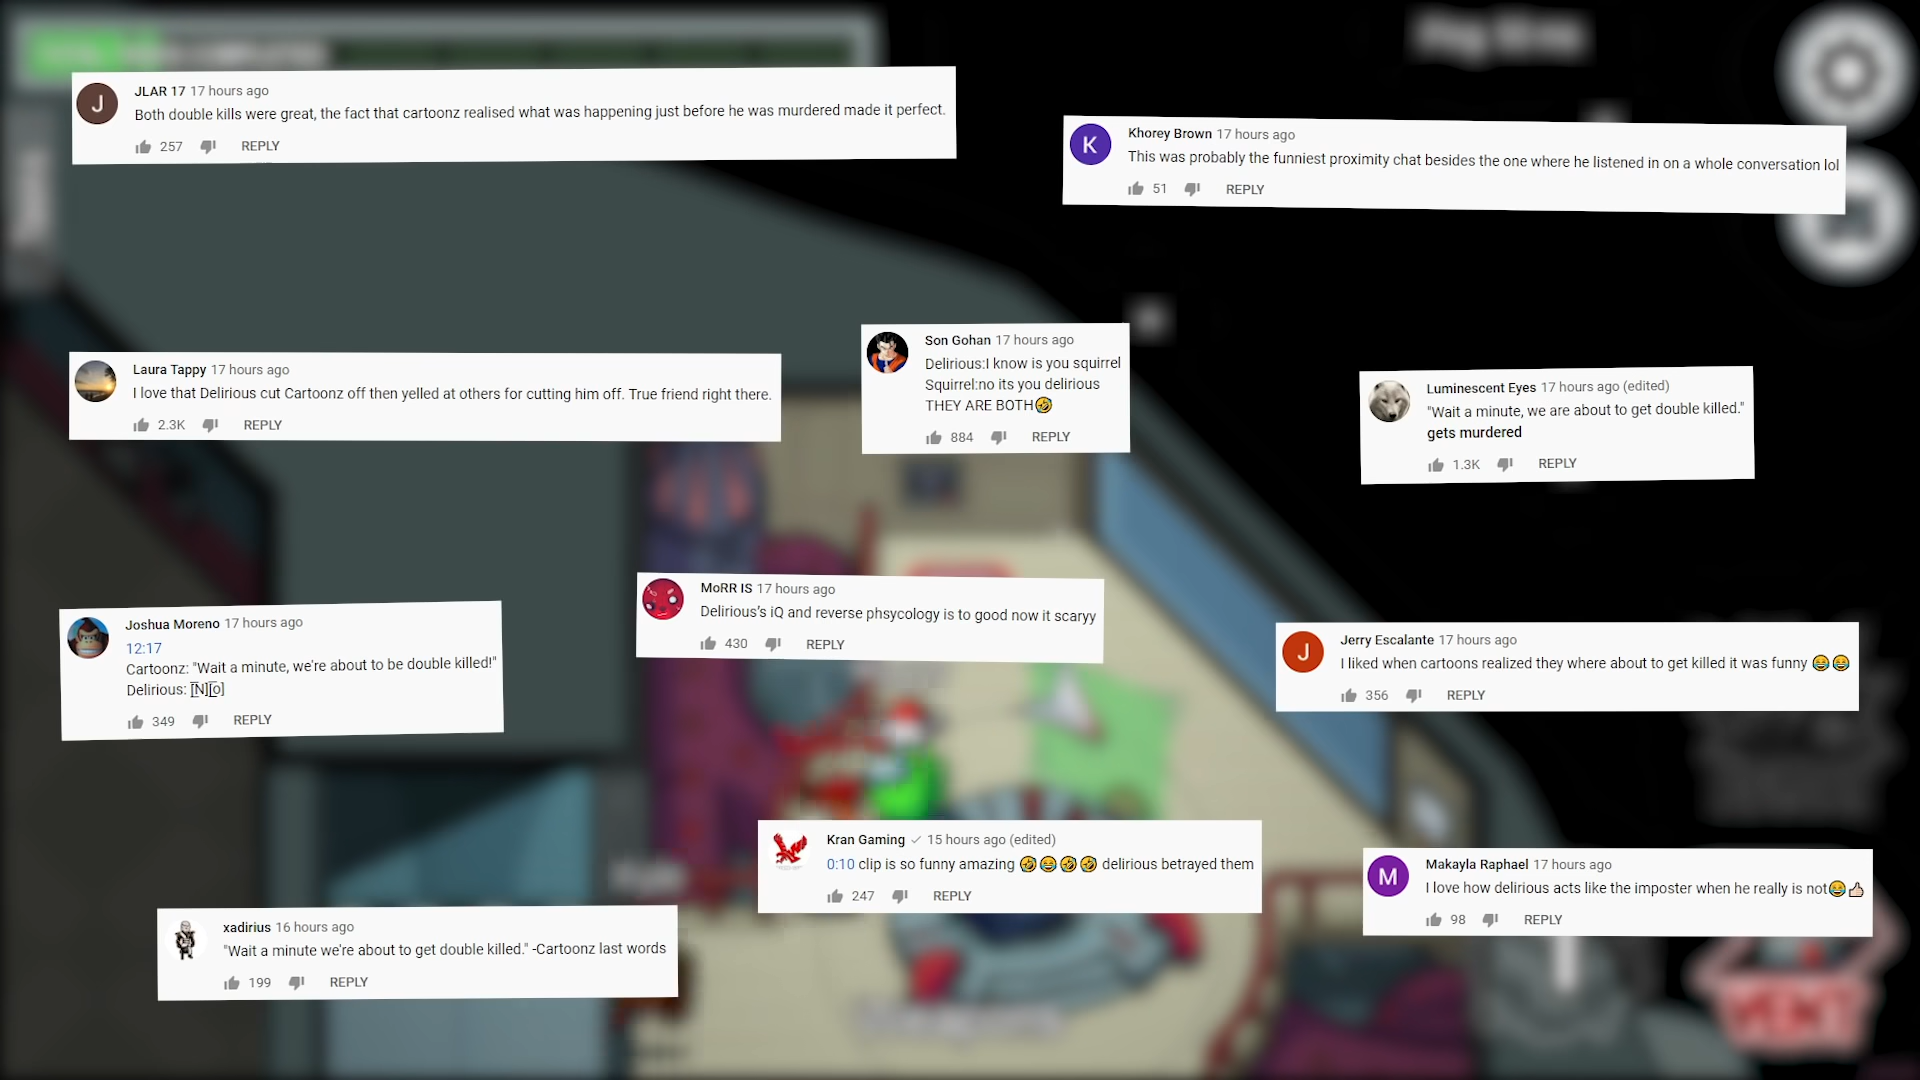 JLAR 17 17 hours ago
Both double kills were great, the fact that cartoonz realised what was happening just before he was murdered made it perfect.
257 REPLY
Khorey Brown 17 hours ago
This was probably the funniest proximity chat besides the one where he listened in on a whole conversation lol
51 REPLY
Laura Tappy 17 hours ago
I love that Delirious cut Cartoonz off then yelled at others for cutting him off. True friend right there.
2.3K REPLY
Son Gohan 17 hours ago
Delirious:I know is you squirrel
Squirrel:no its you delirious
THEY ARE BOTH🤣
884 REPLY
Luminescent Eyes 17 hours ago (edited)
"Wait a minute, we are about to get double killed."
gets murdered
1.3K REPLY
Joshua Moreno 17 hours ago
12:17
Cartoonz: "Wait a minute, we're about to be double killed!"
Delirious: [N][o]
349 REPLY
MoRR IS 17 hours ago
Delirious's iQ and reverse phsycology is to good now it scaryy
430 REPLY
Jerry Escalante 17 hours ago
I liked when cartoons realized they where about to get killed it was funny 😂😂
356 REPLY
Kran Gaming ✓ 15 hours ago (edited)
0:10 clip is so funny amazing 🤣😂🤣🤣 delirious betrayed them
247 REPLY
Makayla Raphael 17 hours ago
I love how delirious acts like the imposter when he really is not😂👍🏻
98 REPLY
xadirius 16 hours ago
"Wait a minute we're about to get double killed." -Cartoonz last words
199 REPLY